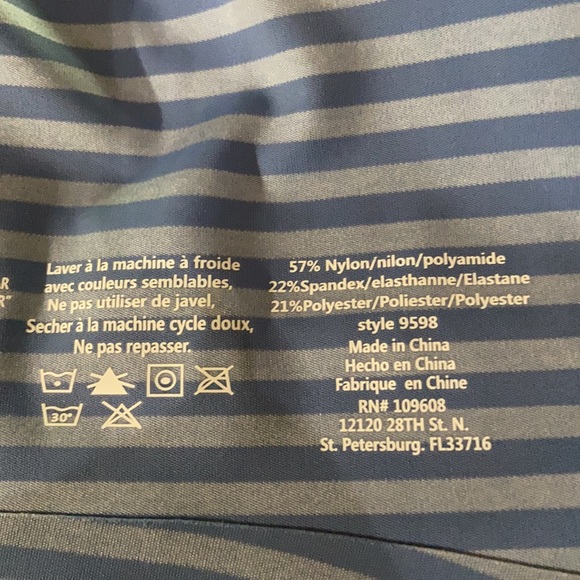 R
R"
Laver à la machine à froide
avec couleurs semblables,
Ne pas utiliser de javel,
Secher à la machine cycle doux,
Ne pas repasser.
30°
57% Nylon/nilon/polyamide
22%Spandex/elasthanne/Elastane
21%Polyester/Poliester/Polyester
style 9598
Made in China
Hecho en China
Fabrique en Chine
RN# 109608
12120 28TH St. N.
St. Petersburg. FL33716